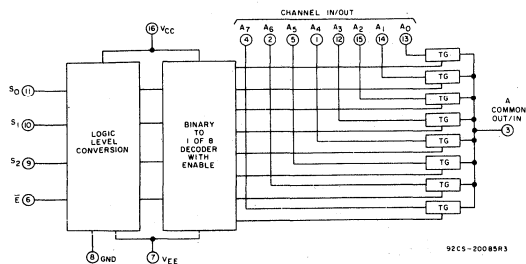 CHANNEL IN/OUT
16 VCC
A7 A6 A5 A4 A3 A2 A1 A0
4 2 5 1 12 15 14 13
TG
TG
TG
TG
TG
TG
TG
TG
S0 11
S1 10
S2 9
E 6
LOGIC
LEVEL
CONVERSION
BINARY
TO
1 OF 8
DECODER
WITH
ENABLE
A
COMMON
OUT/IN
3
8 GND
7 VEE
92CS-20085R3